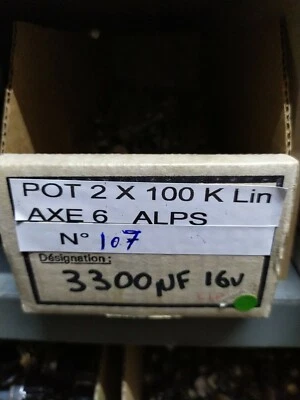 POT 2 X 100 K Lin
AXE 6 ALPS
N° 107
Désignation :
3300µF 16v